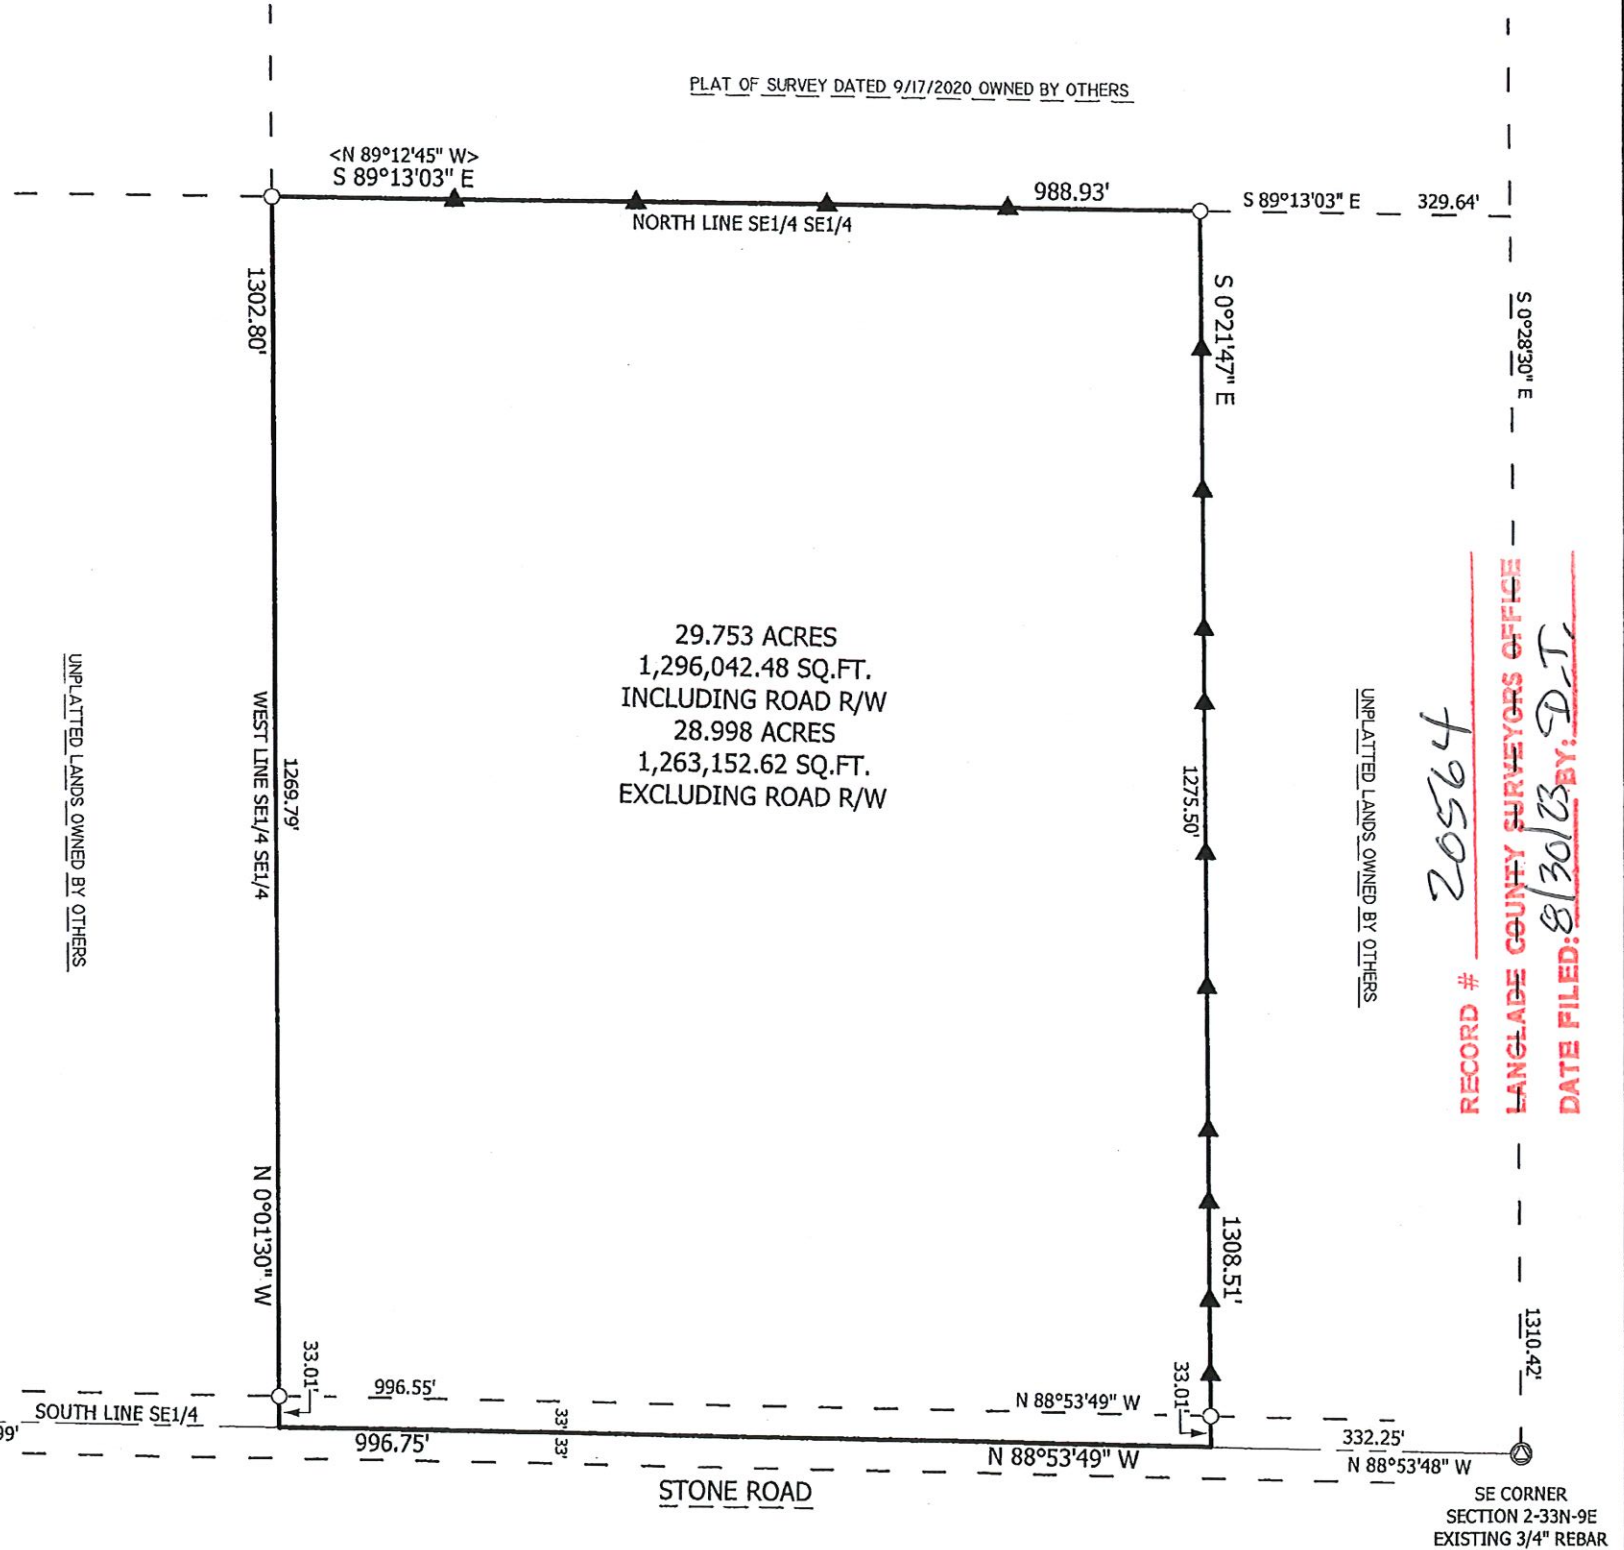 PLAT OF SURVEY DATED 9/17/2020 OWNED BY OTHERS
<N 89°12'45" W>
S 89°13'03" E
988.93'
NORTH LINE SE1/4 SE1/4
S 89°13'03" E
329.64'
1302.80'
WEST LINE SE1/4 SE1/4
1269.79'
N 0°01'30" W
33.01'
UNPLATTED LANDS OWNED BY OTHERS
29.753 ACRES
1,296,042.48 SQ.FT.
INCLUDING ROAD R/W
28.998 ACRES
1,263,152.62 SQ.FT.
EXCLUDING ROAD R/W
S 0°21'47" E
1275.50'
1308.51'
33.01'
UNPLATTED LANDS OWNED BY OTHERS
S 0°28'30" E
1310.42'
RECORD # 20564
LANGLADE COUNTY SURVEYORS OFFICE
DATE FILED: 8/30/23 BY: D.T.
996.55'
N 88°53'49" W
SOUTH LINE SE1/4
99'
996.75'
33'
33'
N 88°53'49" W
332.25'
N 88°53'48" W
STONE ROAD
SE CORNER
SECTION 2-33N-9E
EXISTING 3/4" REBAR